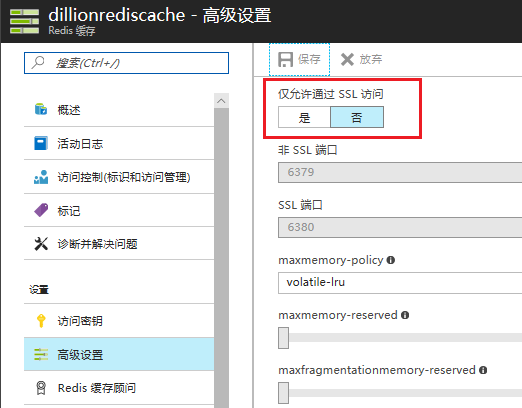 dillionrediscache - 高级设置
Redis 缓存
搜索(Ctrl+/)
概述
活动日志
访问控制(标识和访问管理)
标记
诊断并解决问题
设置
访问密钥
高级设置
Redis 缓存顾问
保存 放弃
仅允许通过 SSL 访问
是 否
非 SSL 端口
6379
SSL 端口
6380
maxmemory-policy
volatile-lru
maxmemory-reserved
maxfragmentationmemory-reserved